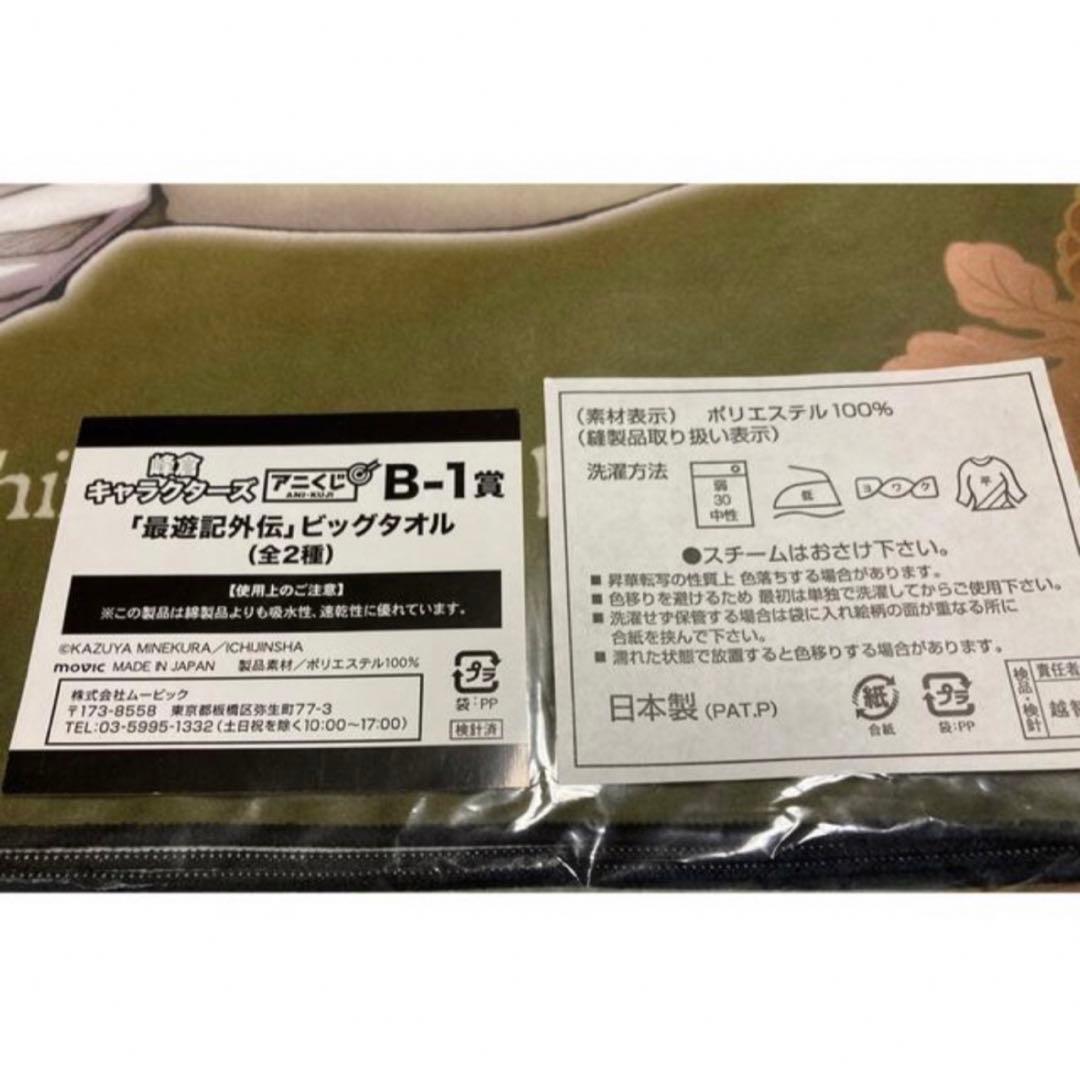 hi
峰倉
キャラクターズ アニくじ B-1賞
ANI-KUJI
「最遊記外伝」ビッグタオル
(全2種)
【使用上のご注意】
※この製品は綿製品よりも吸水性、速乾性に優れています。
©KAZUYA MINEKURA/ICHIJINSHA
movic MADE IN JAPAN 製品素材/ポリエステル100%
プラ
袋:PP
株式会社ムービック
〒173-8558 東京都板橋区弥生町77-3
TEL:03-5995-1332(土日祝を除く10:00~17:00)
検針済
(素材表示) ポリエステル100%
(縫製品取り扱い表示)
洗濯方法
弱
30
中性
低
ヨワク
平
●スチームはおさけ下さい。
■ 昇華転写の性質上 色落ちする場合があります。
■ 色移りを避けるため 最初は単独で洗濯してからご使用下さい。
■ 洗濯せず保管する場合は袋に入れ絵柄の面が重なる所に
合紙を挟んで下さい。
■ 濡れた状態で放置すると色移りする場合があります。
日本製 (PAT.P)
紙
合紙
プラ
袋:PP
検品・検針
責任者
越智